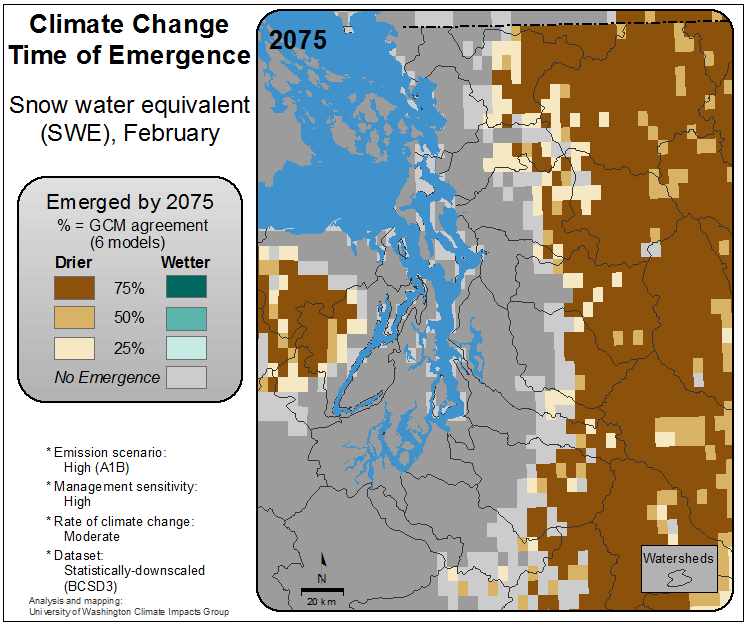 Climate Change
Time of Emergence
Snow water equivalent
(SWE), February
Emerged by 2075
% = GCM agreement
(6 models)
Drier Wetter
75%
50%
25%
No Emergence
* Emission scenario:
High (A1B)
* Management sensitivity:
High
* Rate of climate change:
Moderate
* Dataset:
Statistically-downscaled
(BCSD3)
Analysis and mapping:
University of Washington Climate Impacts Group
2075
N
20 km
Watersheds